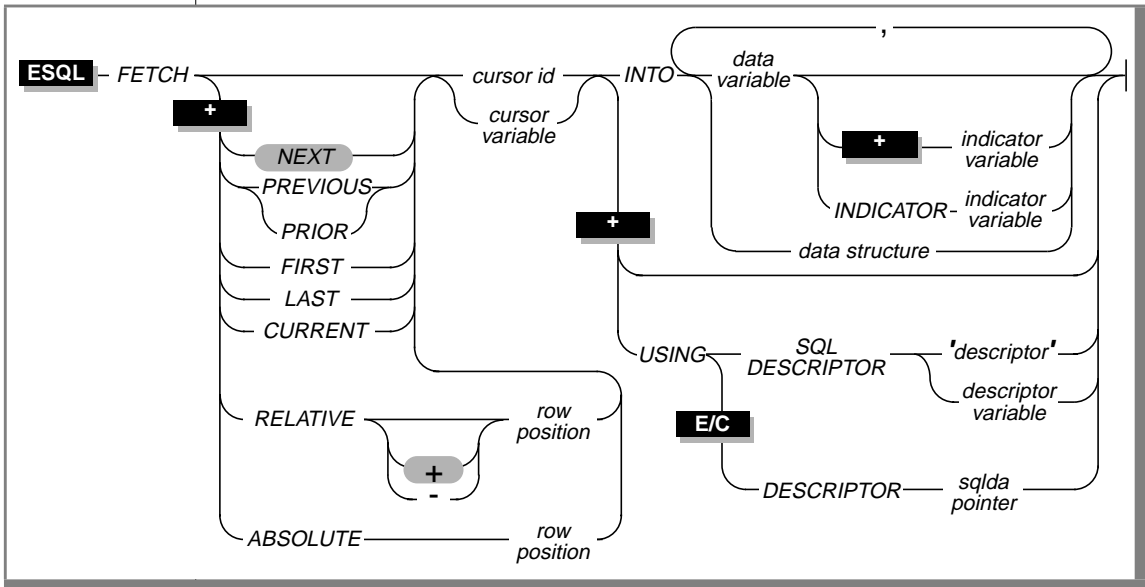 ESQL
FETCH
+
NEXT
PREVIOUS
PRIOR
FIRST
LAST
CURRENT
RELATIVE
+
-
row
position
ABSOLUTE
row
position
cursor id
cursor
variable
INTO
,
data
variable
+
indicator
variable
INDICATOR
indicator
variable
data structure
+
USING
SQL
DESCRIPTOR
'descriptor'
descriptor
variable
E/C
DESCRIPTOR
sqlda
pointer